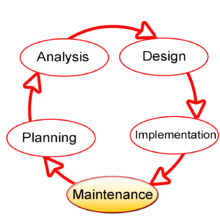 Analysis
Design
Planning
Implementation
Maintenance